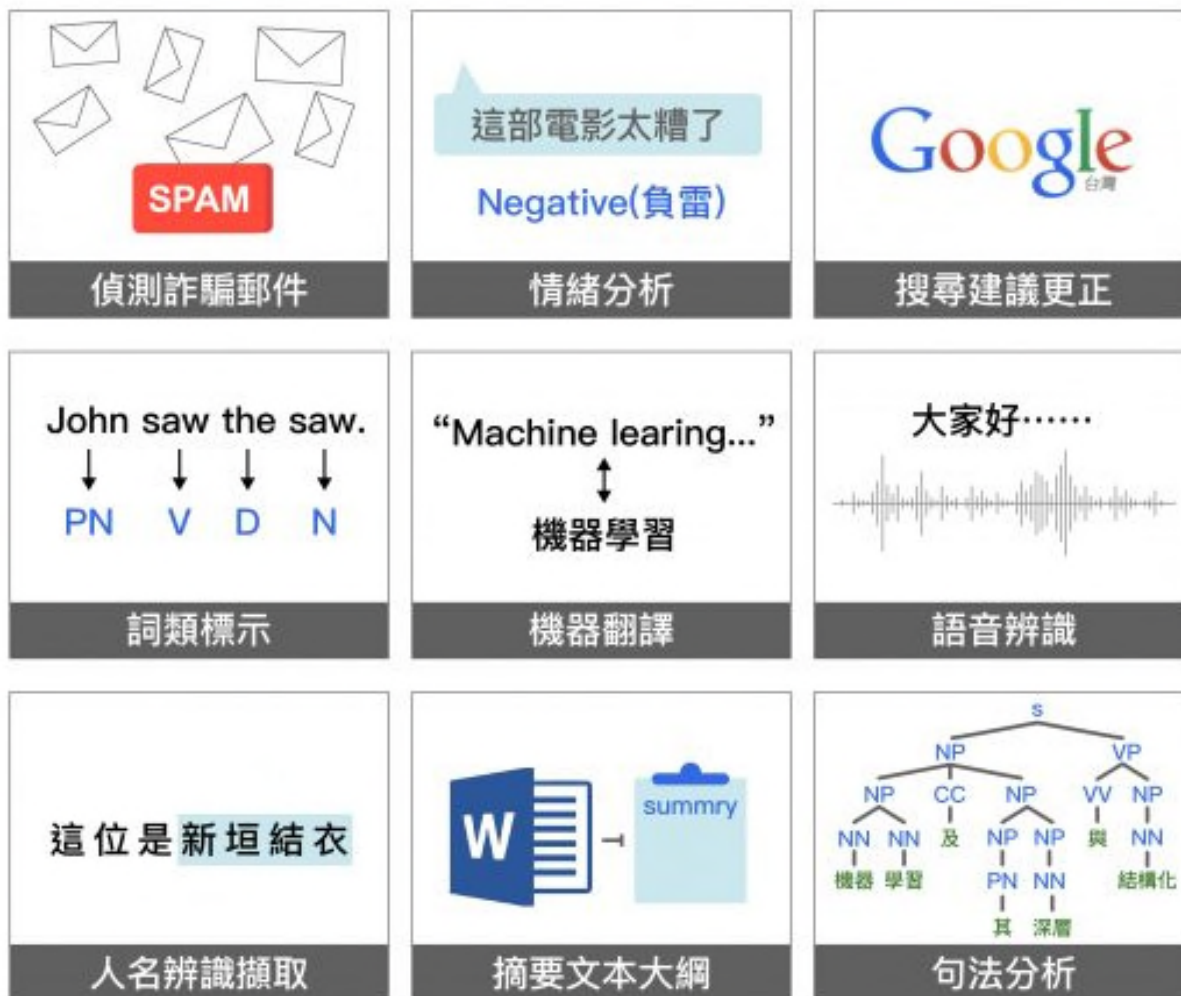 SPAM
偵測詐騙郵件
這部電影太糟了
Negative(負雷)
情緒分析
Google
台灣
搜尋建議更正
John saw the saw.
PN V D N
詞類標示
“Machine learing...”
機器學習
機器翻譯
大家好……
語音辨識
這位是新垣結衣
人名辨識擷取
W
summry
摘要文本大綱
s
NP VP
NP CC NP VV NP
NN NN 及 NP NP 與 NN
機器 學習 PN NN 結構化
其 深層
句法分析